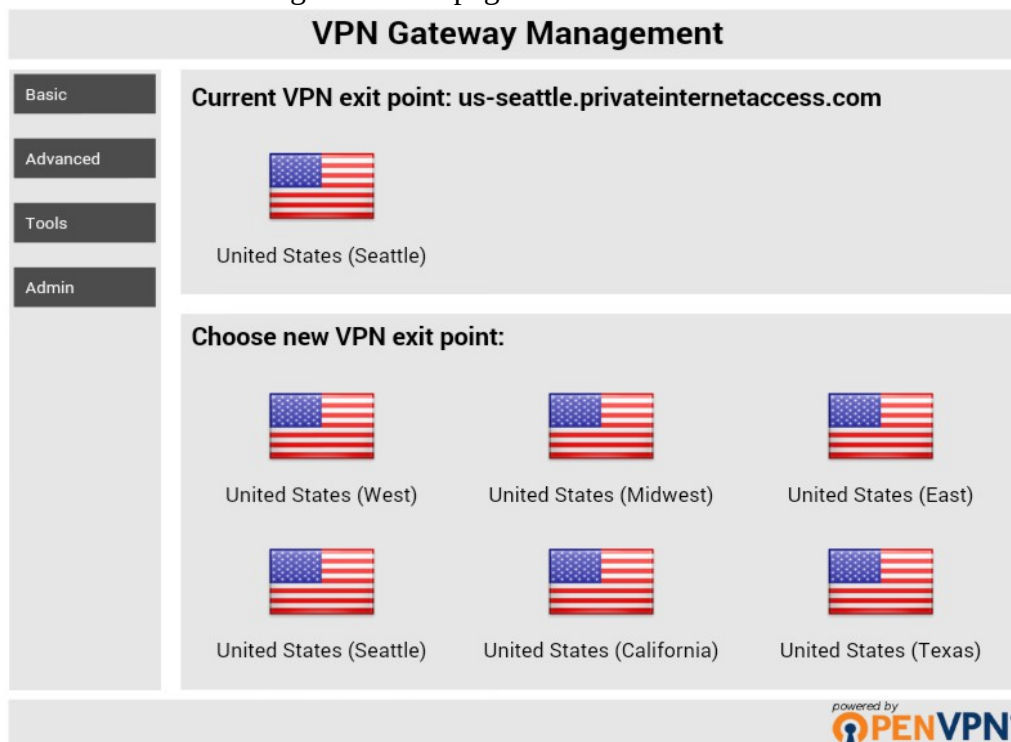 VPN Gateway Management
Basic
Advanced
Tools
Admin
Current VPN exit point: us-seattle.privateinternetaccess.com
United States (Seattle)
Choose new VPN exit point:
United States (West) United States (Midwest) United States (East)
United States (Seattle) United States (California) United States (Texas)
powered by
OPENVPN